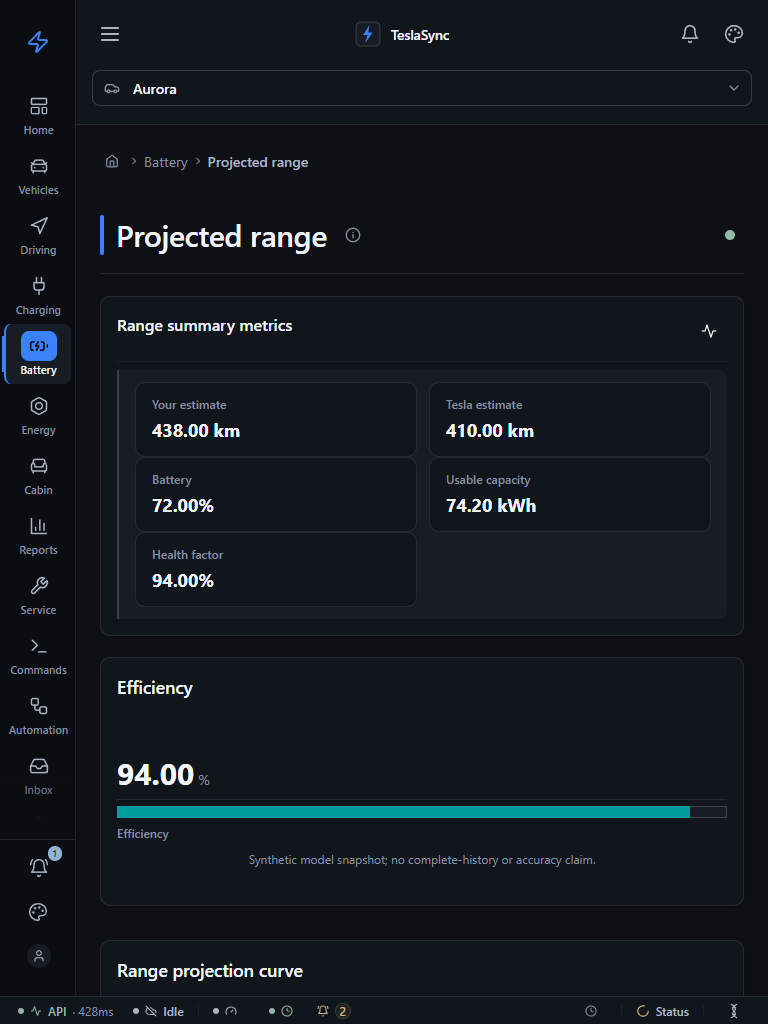 TeslaSync
Aurora
Home
Vehicles
Driving
Charging
Battery
Energy
Cabin
Reports
Service
Commands
Automation
Inbox
1
Battery
Projected range
Projected range
Range summary metrics
Your estimate
438.00 km
Tesla estimate
410.00 km
Battery
72.00%
Usable capacity
74.20 kWh
Health factor
94.00%
Efficiency
94.00 %
Efficiency
Synthetic model snapshot; no complete-history or accuracy claim.
Range projection curve
API · 428ms
Idle
2
Status